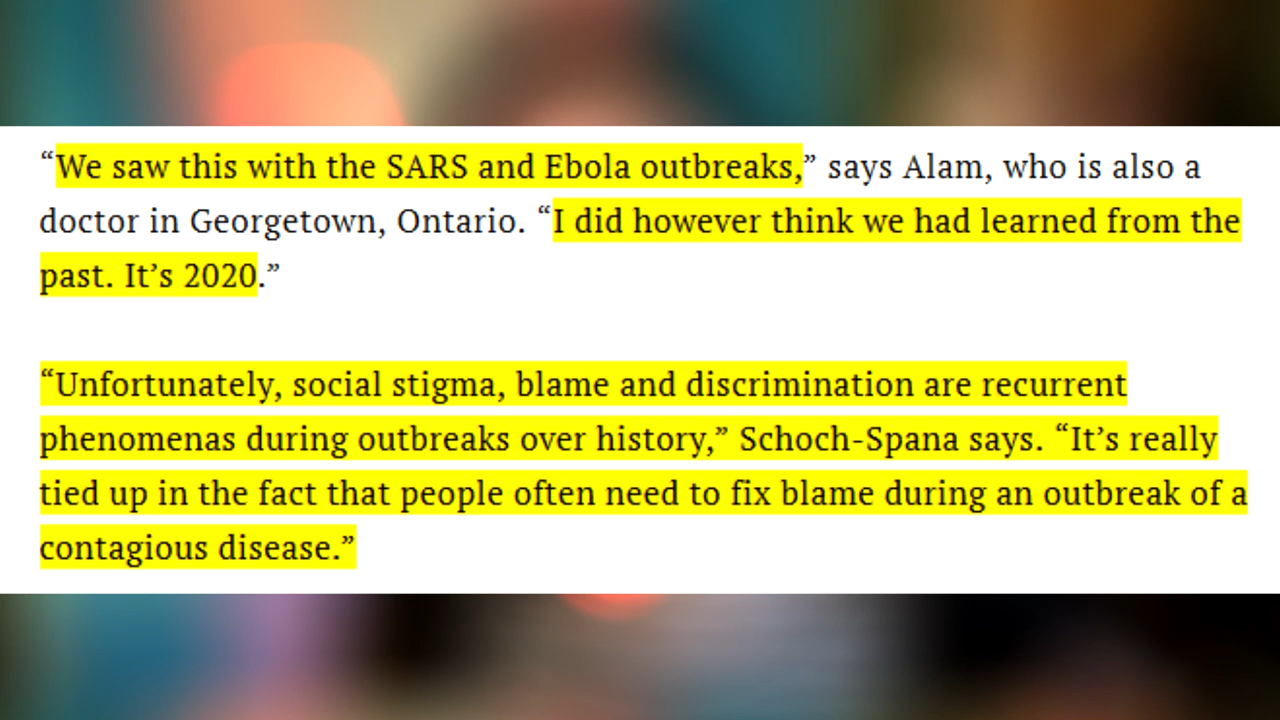 “We saw this with the SARS and Ebola outbreaks,” says Alam, who is also a
doctor in Georgetown, Ontario. “I did however think we had learned from the
past. It’s 2020.”
“Unfortunately, social stigma, blame and discrimination are recurrent
phenomenas during outbreaks over history,” Schoch-Spana says. “It’s really
tied up in the fact that people often need to fix blame during an outbreak of a
contagious disease.”